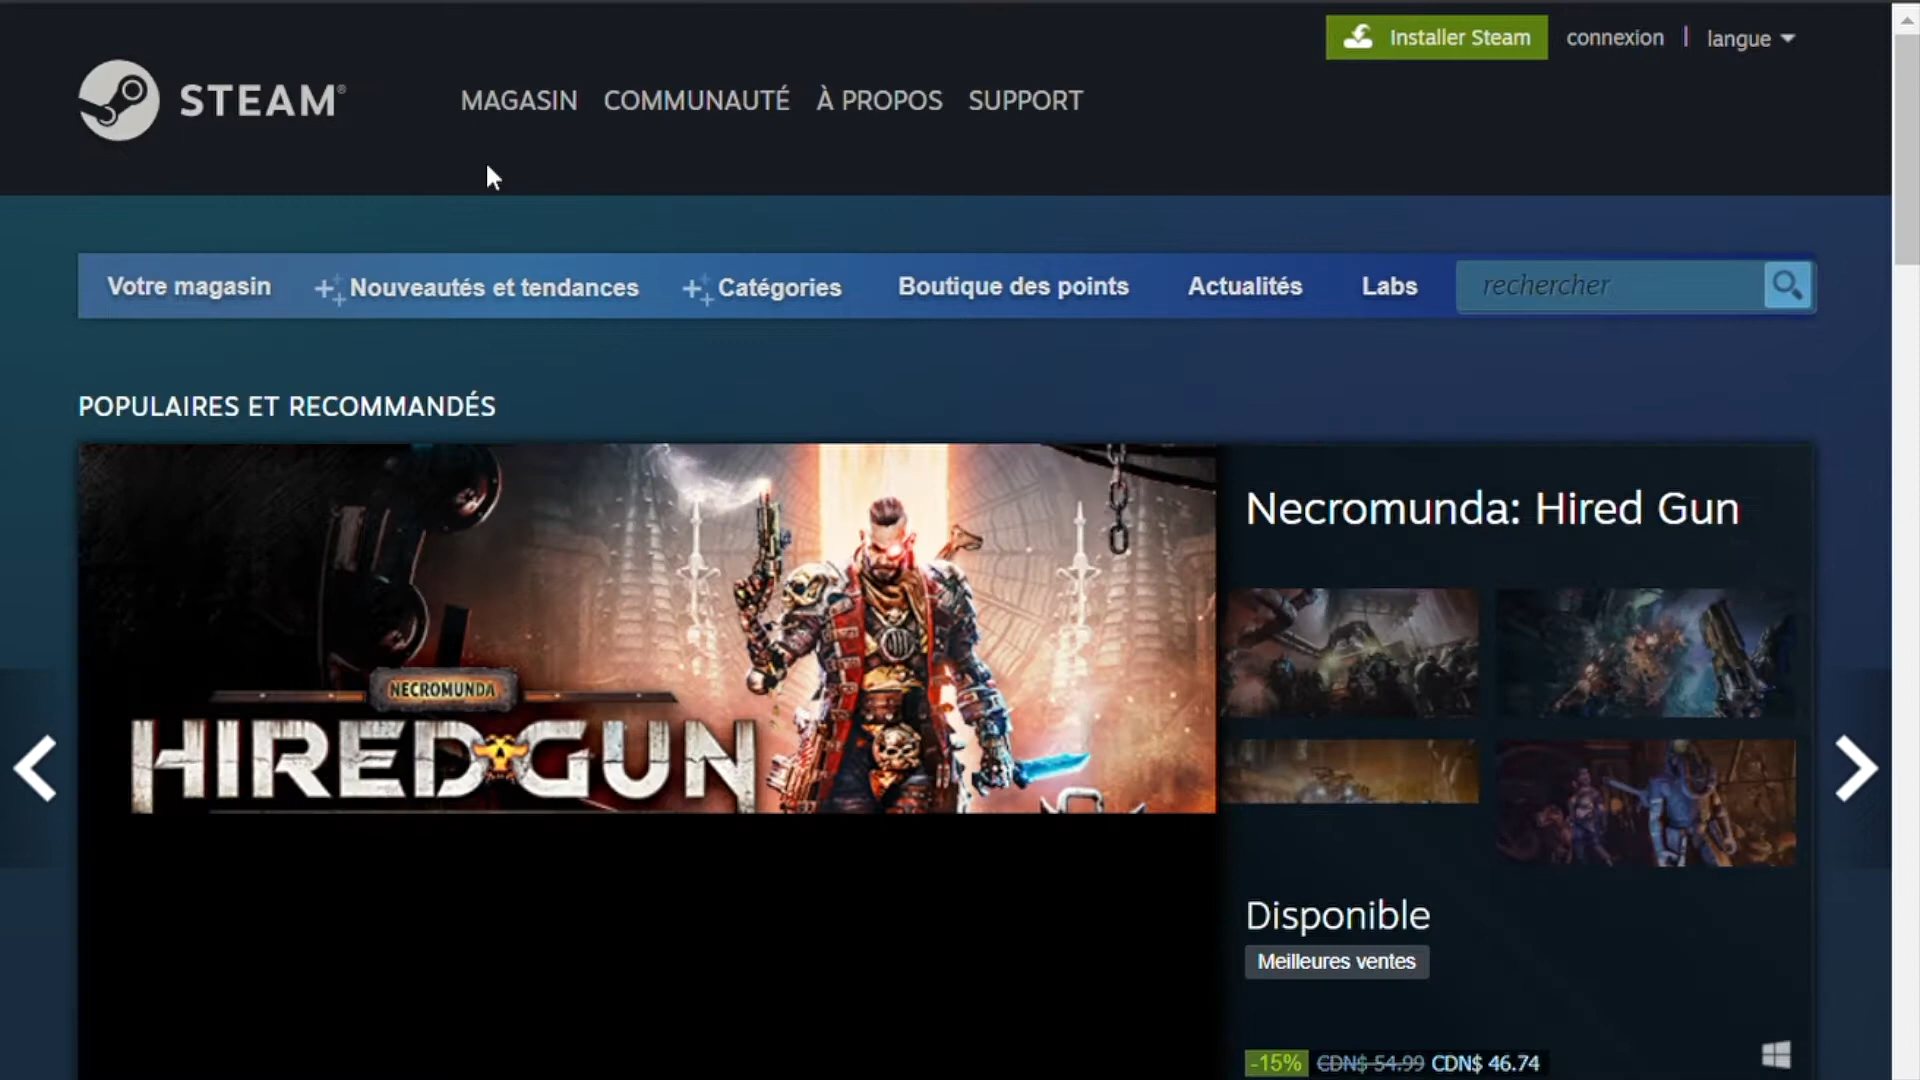 Installer Steam connexion | langue
STEAM®
MAGASIN COMMUNAUTÉ À PROPOS SUPPORT
Votre magasin Nouveautés et tendances Catégories Boutique des points Actualités Labs rechercher
POPULAIRES ET RECOMMANDÉS
NECROMUNDA
HIRED GUN
Necromunda: Hired Gun
Disponible
Meilleures ventes
-15% CDN$ 54.99 CDN$ 46.74